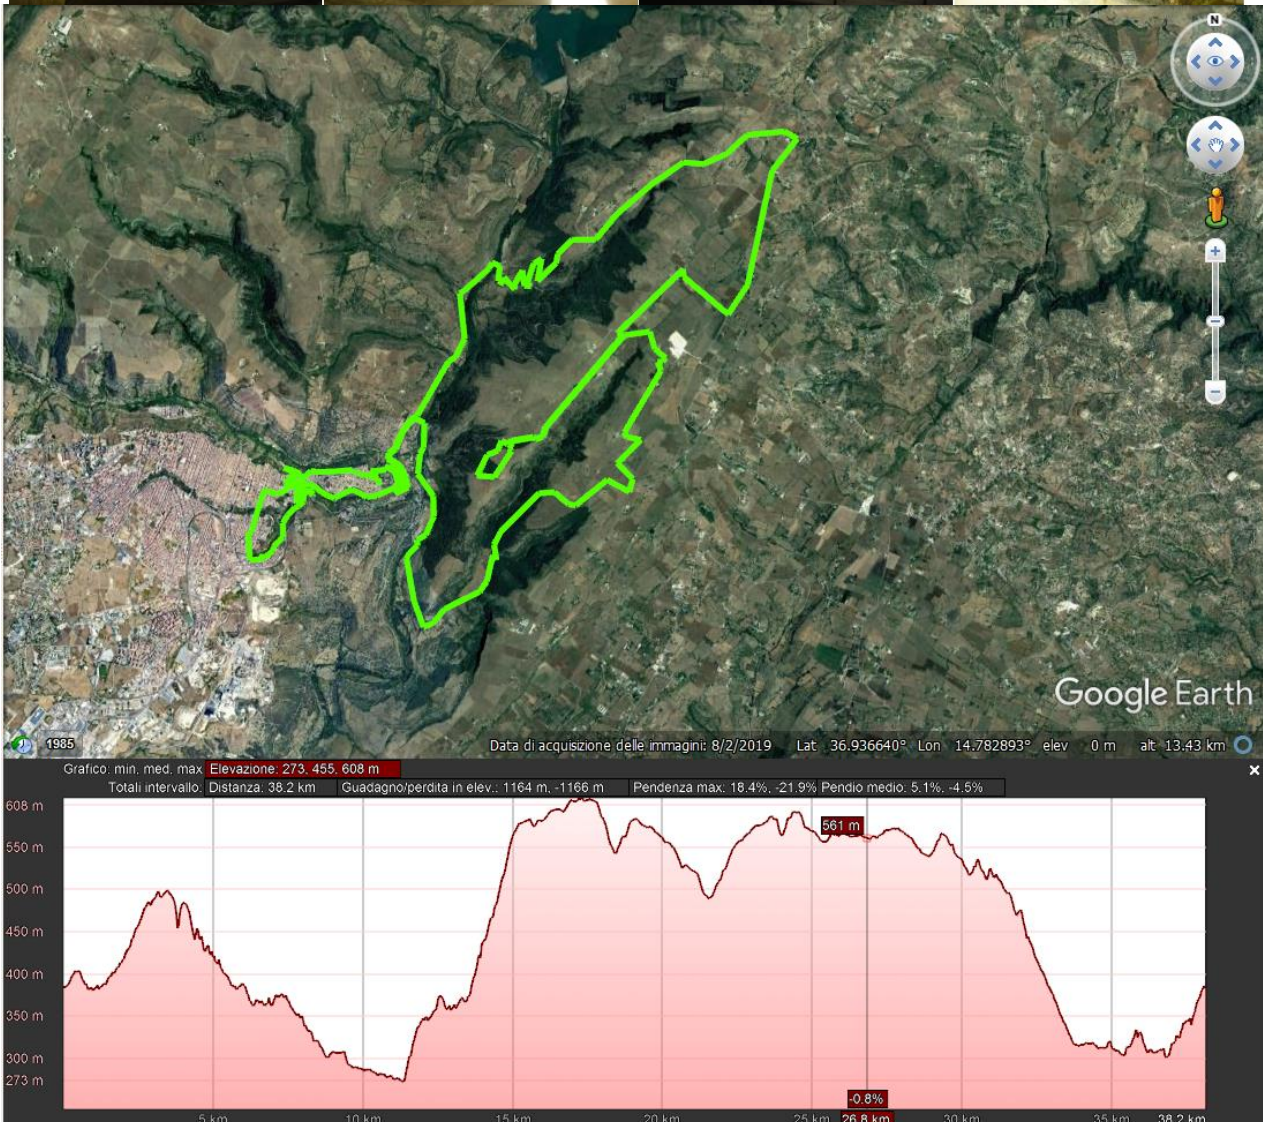 N
Google Earth
1985
Data di acquisizione delle immagini: 8/2/2019 Lat 36.936640° Lon 14.782893° elev 0 m alt 13.43 km
Grafico: min. med. max Elevazione: 273, 455, 608 m
Totali intervallo: Distanza: 38.2 km Guadagno/perdita in elev.: 1164 m, -1166 m Pendenza max: 18.4%, -21.9% Pendio medio: 5.1%, -4.5%
608 m
561 m
550 m
500 m
450 m
400 m
350 m
300 m
273 m
-0.8%
5 km 10 km 15 km 20 km 25 km 26.8 km 30 km 35 km 38.2 km